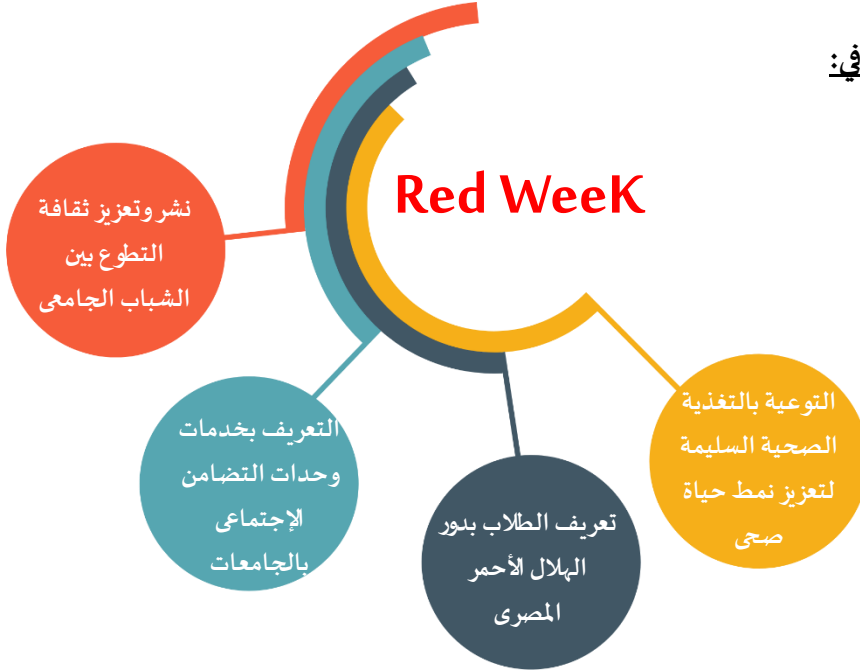 في:
Red WeeK
نشر وتعزيز ثقافة
التطوع بين
الشباب الجامعى
التعريف بخدمات
وحدات التضامن
الإجتماعى
بالجامعات
تعريف الطلاب بدور
الهلال الأحمر
المصرى
التوعية بالتغذية
الصحية السليمة
لتعزيز نمط حياة
صحى